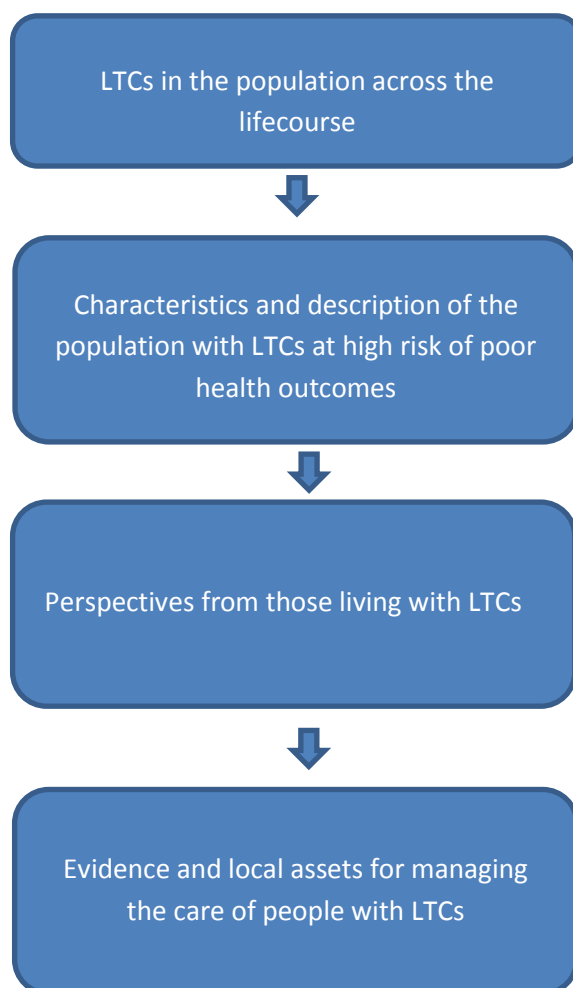 LTCs in the population across the
lifecourse
Characteristics and description of the
population with LTCs at high risk of poor
health outcomes
Perspectives from those living with LTCs
Evidence and local assets for managing
the care of people with LTCs